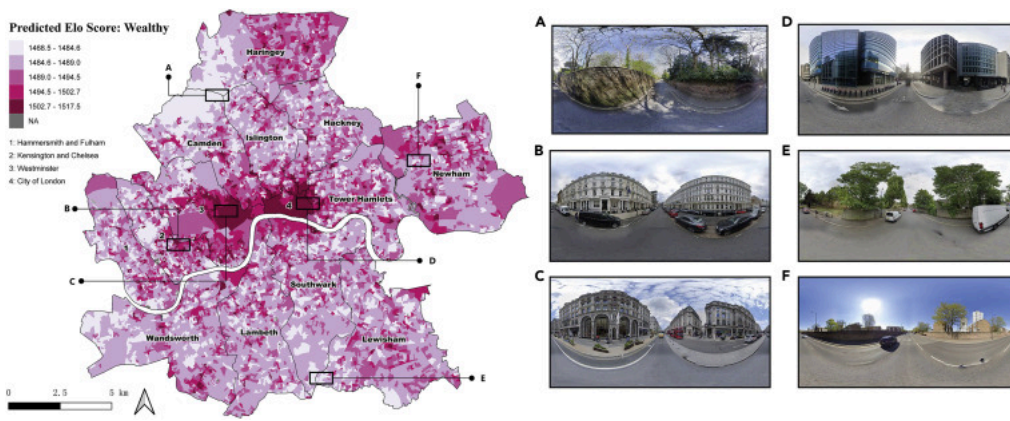 Predicted Elo Score: Wealthy
1468.5 - 1484.6
1484.6 - 1489.0
1489.0 - 1494.5
1494.5 - 1502.7
1502.7 - 1517.5
NA
1: Hammersmith and Fulham
2: Kensington and Chelsea
3: Westminster
4: City of London
A
F
Haringey
Hackney
Islington
Camden
Newham
Tower Hamlets
B
3
4
1
2
C
D
Southwark
Wandsworth
Lambeth
Lewisham
E
0 2.5 5 km
A
D
B
E
C
F